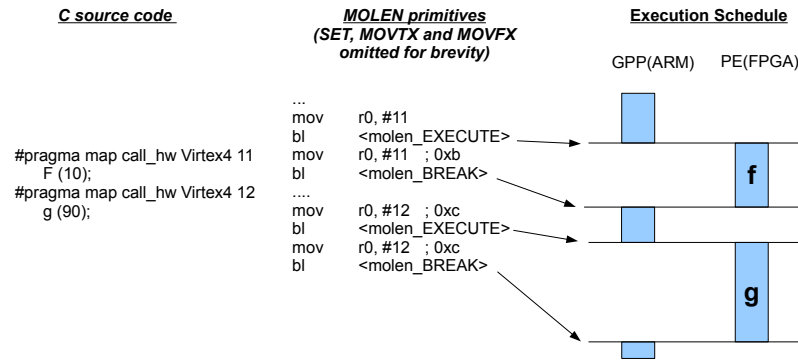 C source code
#pragma map call_hw Virtex4 11
F (10);
#pragma map call_hw Virtex4 12
g (90);
MOLEN primitives
(SET, MOVTX and MOVFX
omitted for brevity)
...
mov r0, #11
bl <molen_EXECUTE>
mov r0, #11 ; 0xb
bl <molen_BREAK>
....
mov r0, #12 ; 0xc
bl <molen_EXECUTE>
mov r0, #12 ; 0xc
bl <molen_BREAK>
Execution Schedule
GPP(ARM) PE(FPGA)
f
g